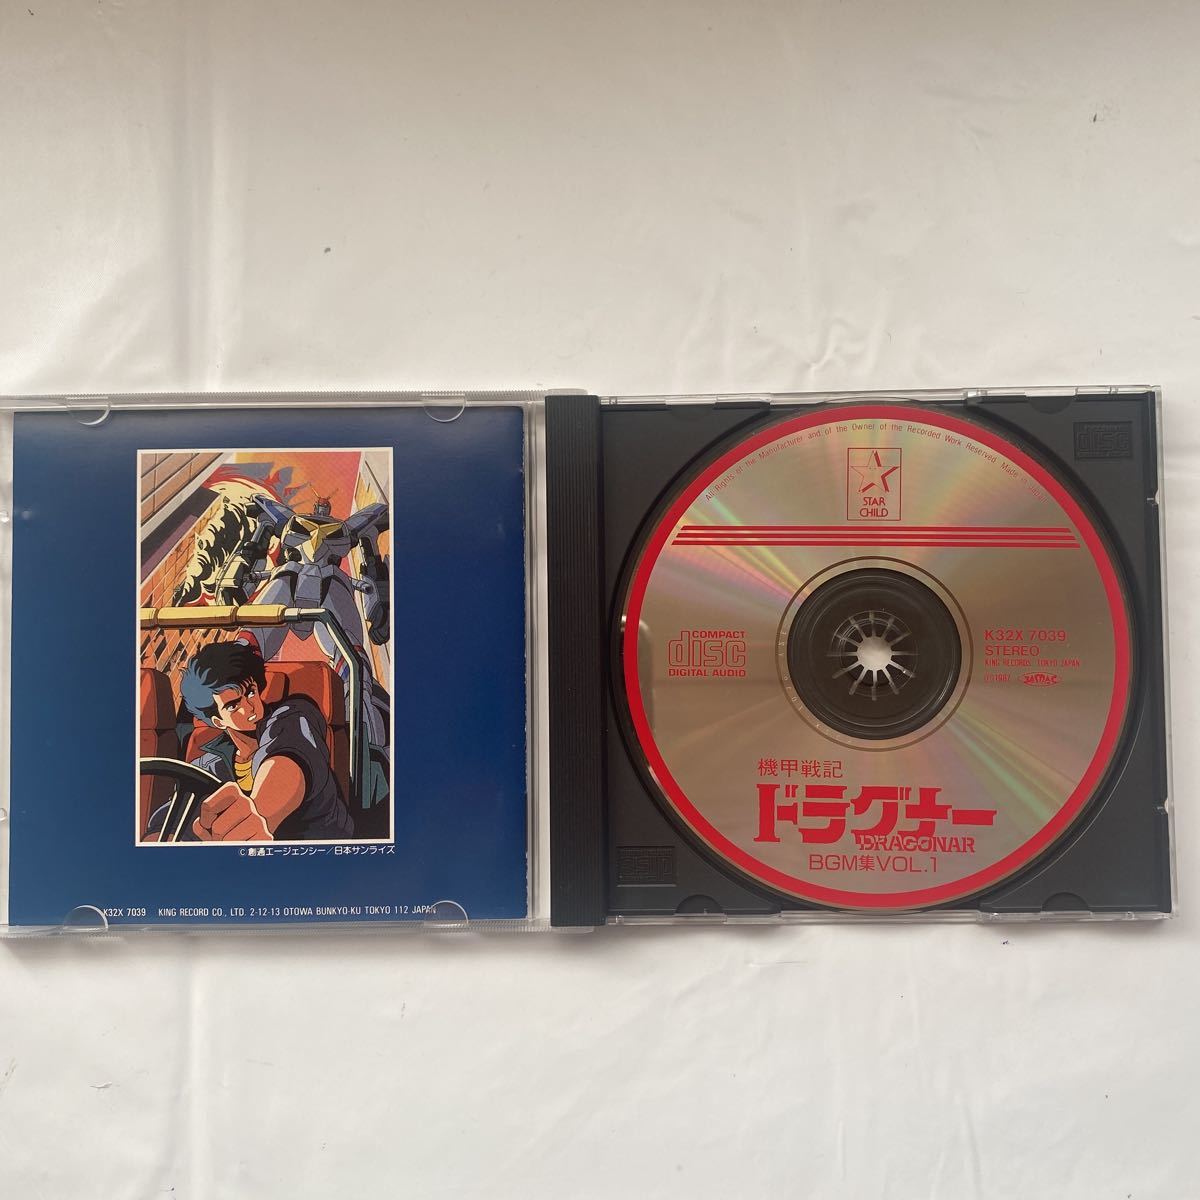 ©創通エージェンシー/日本サンライズ
K32X 7039 KING RECORD CO., LTD. 2-12-13 OTOWA BUNKYO-KU TOKYO 112 JAPAN
All Rights of the Manufacturer and of the Owner of the Recorded Work Reserved. Made in Japan
STAR
CHILD
COMPACT
disc
DIGITAL AUDIO
K32X 7039
STEREO
KING RECORDS, TOKYO JAPAN
1987 JASRAC
機甲戦記
ドラグナー
DRAGONAR
BGM集VOL.1
disc